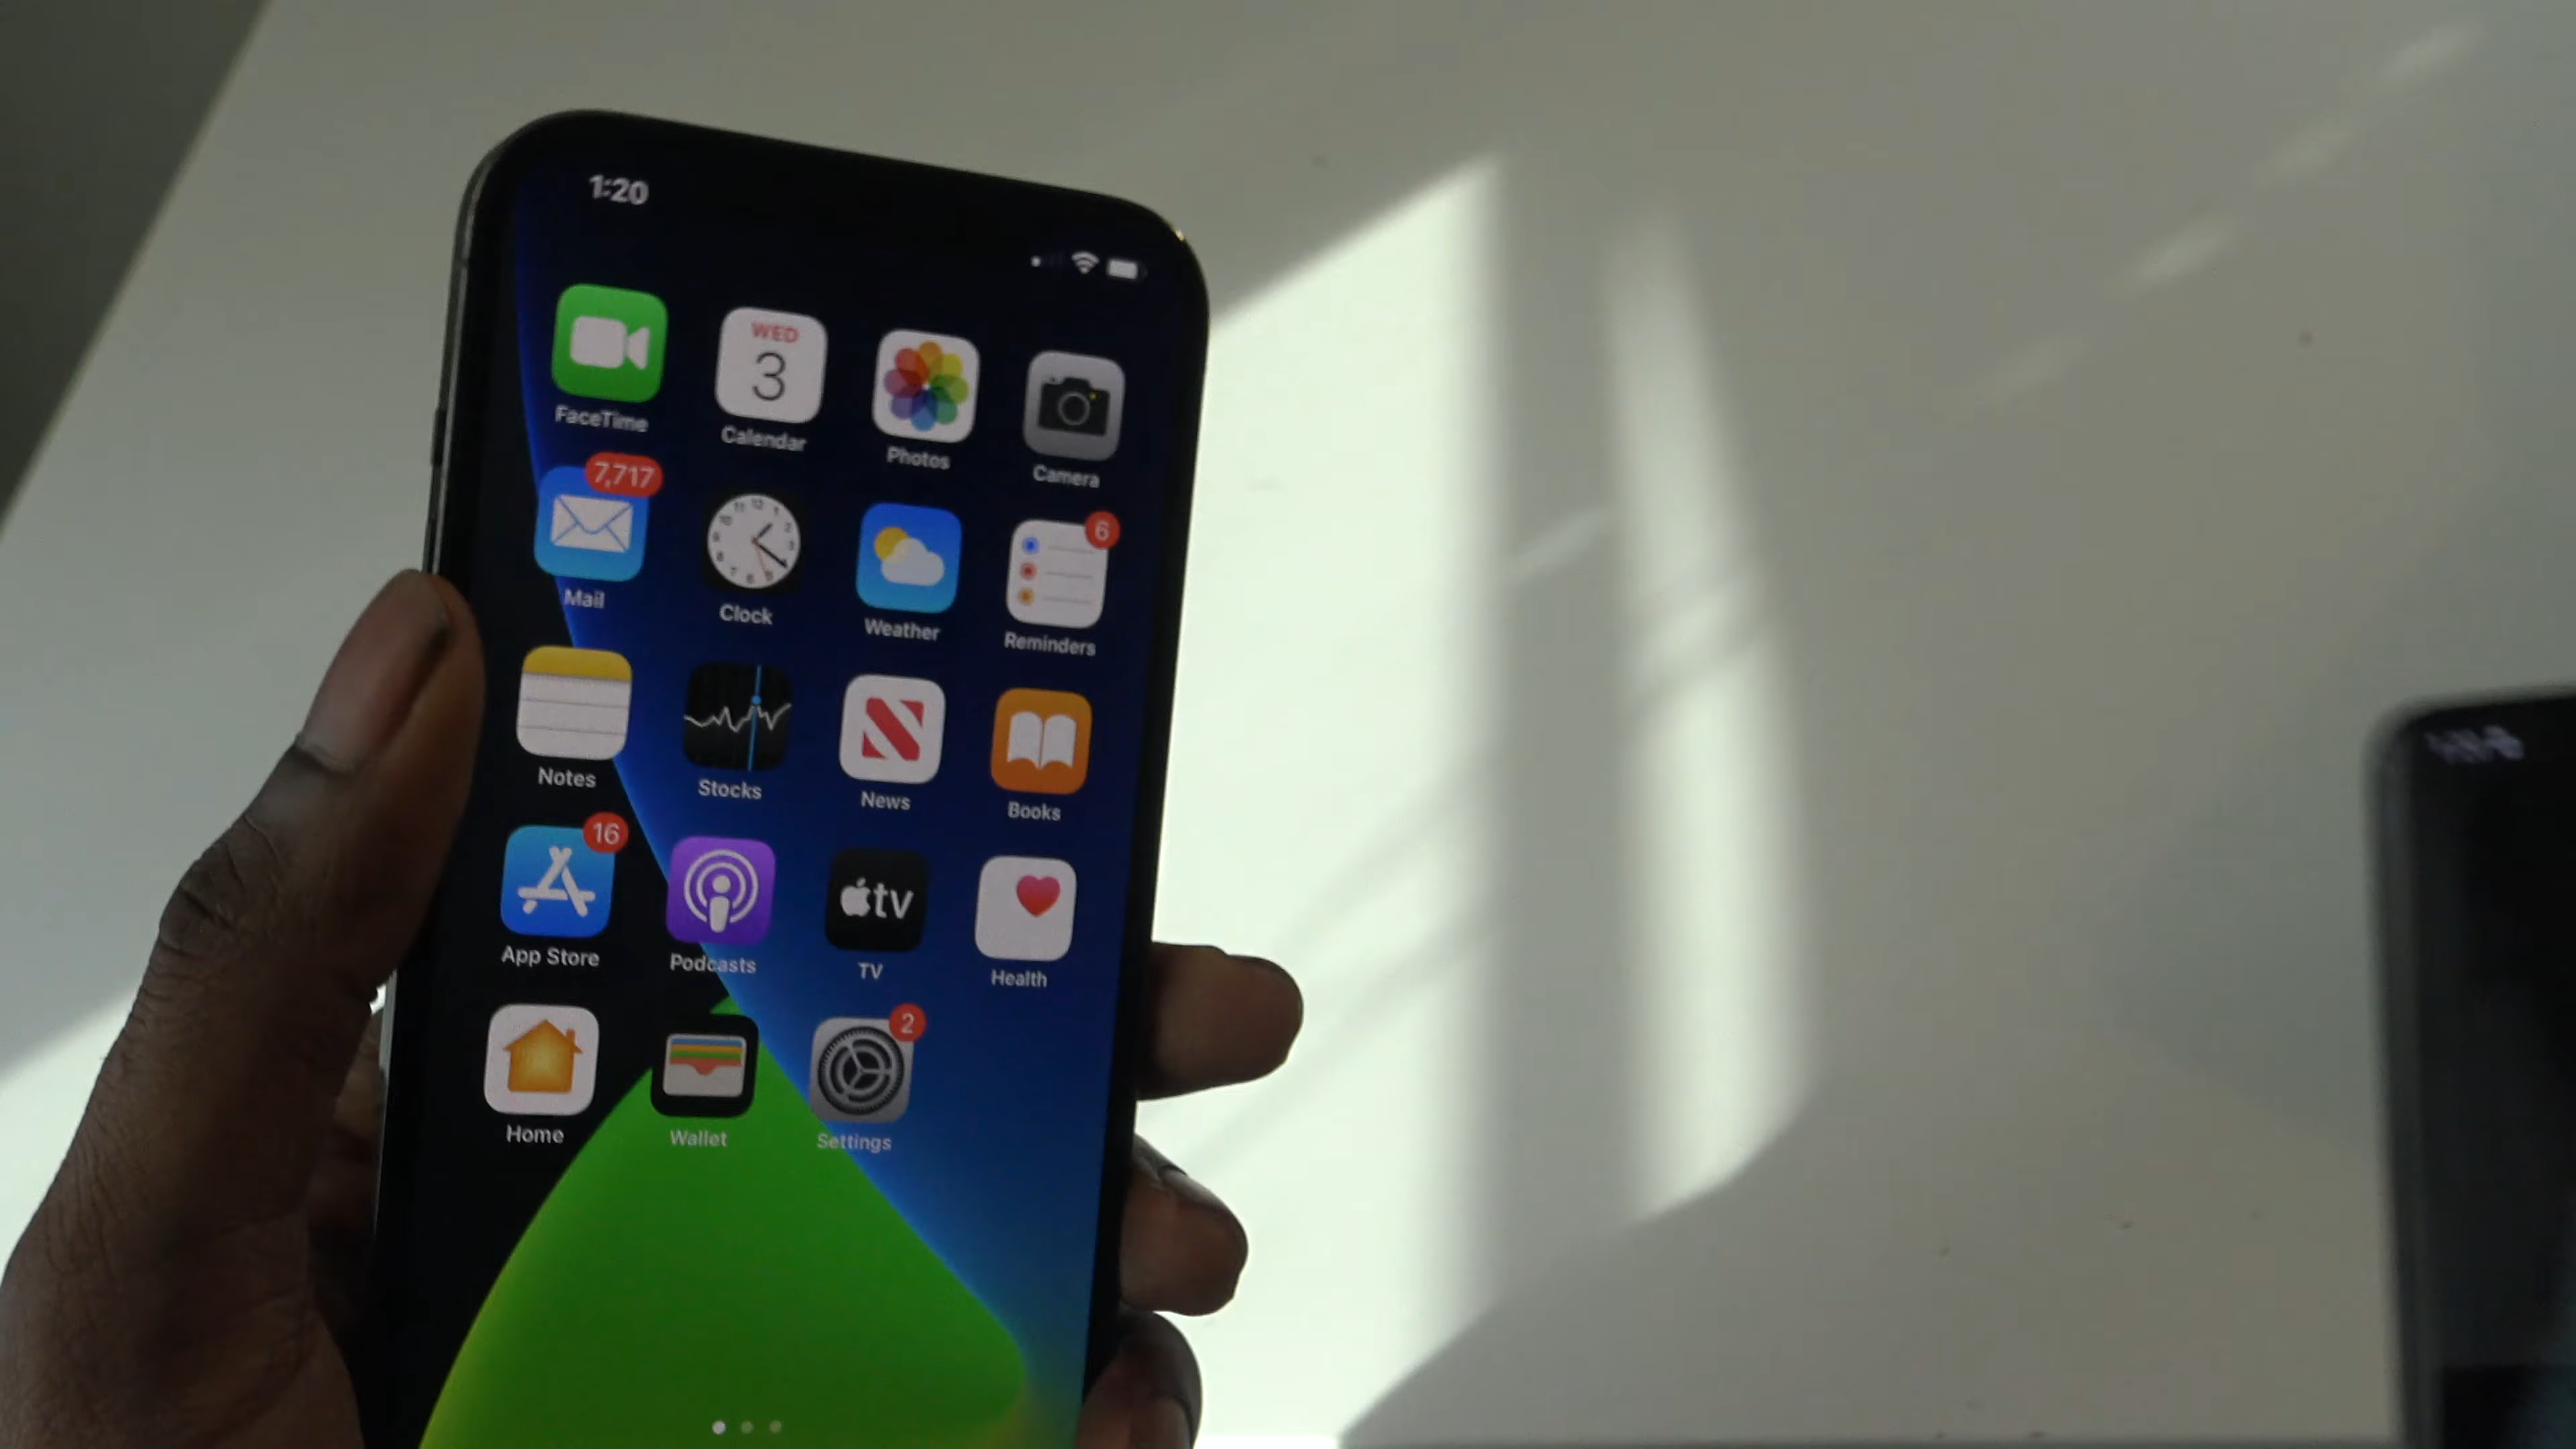 1:20
WED
3
FaceTime
Calendar
Photos
Camera
7,717
6
Mail
Clock
Weather
Reminders
Notes
Stocks
News
Books
16
tv
App Store
Podcasts
TV
Health
2
Home
Wallet
Settings